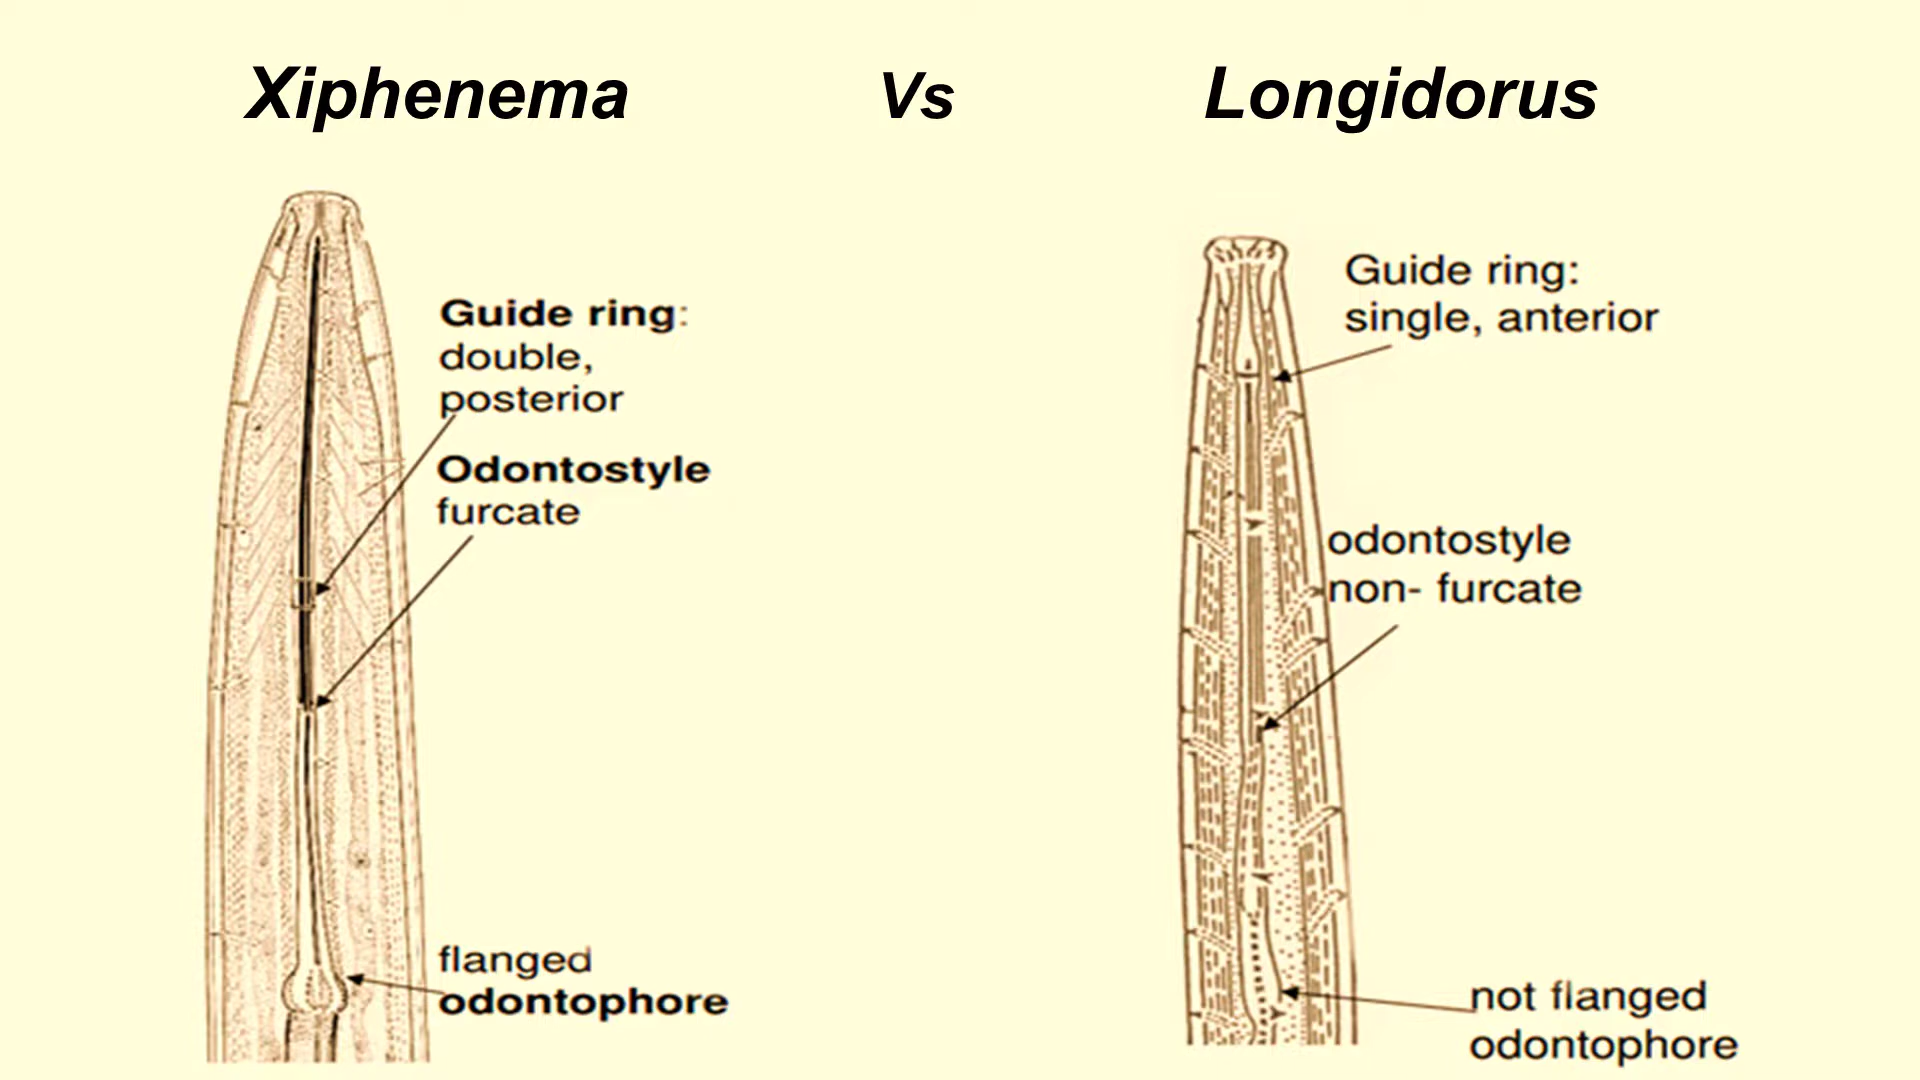 Xiphenema Vs Longidorus
Guide ring:
double,
posterior
Odontostyle
furcate
flanged
odontophore
Guide ring:
single, anterior
odontostyle
non- furcate
not flanged
odontophore